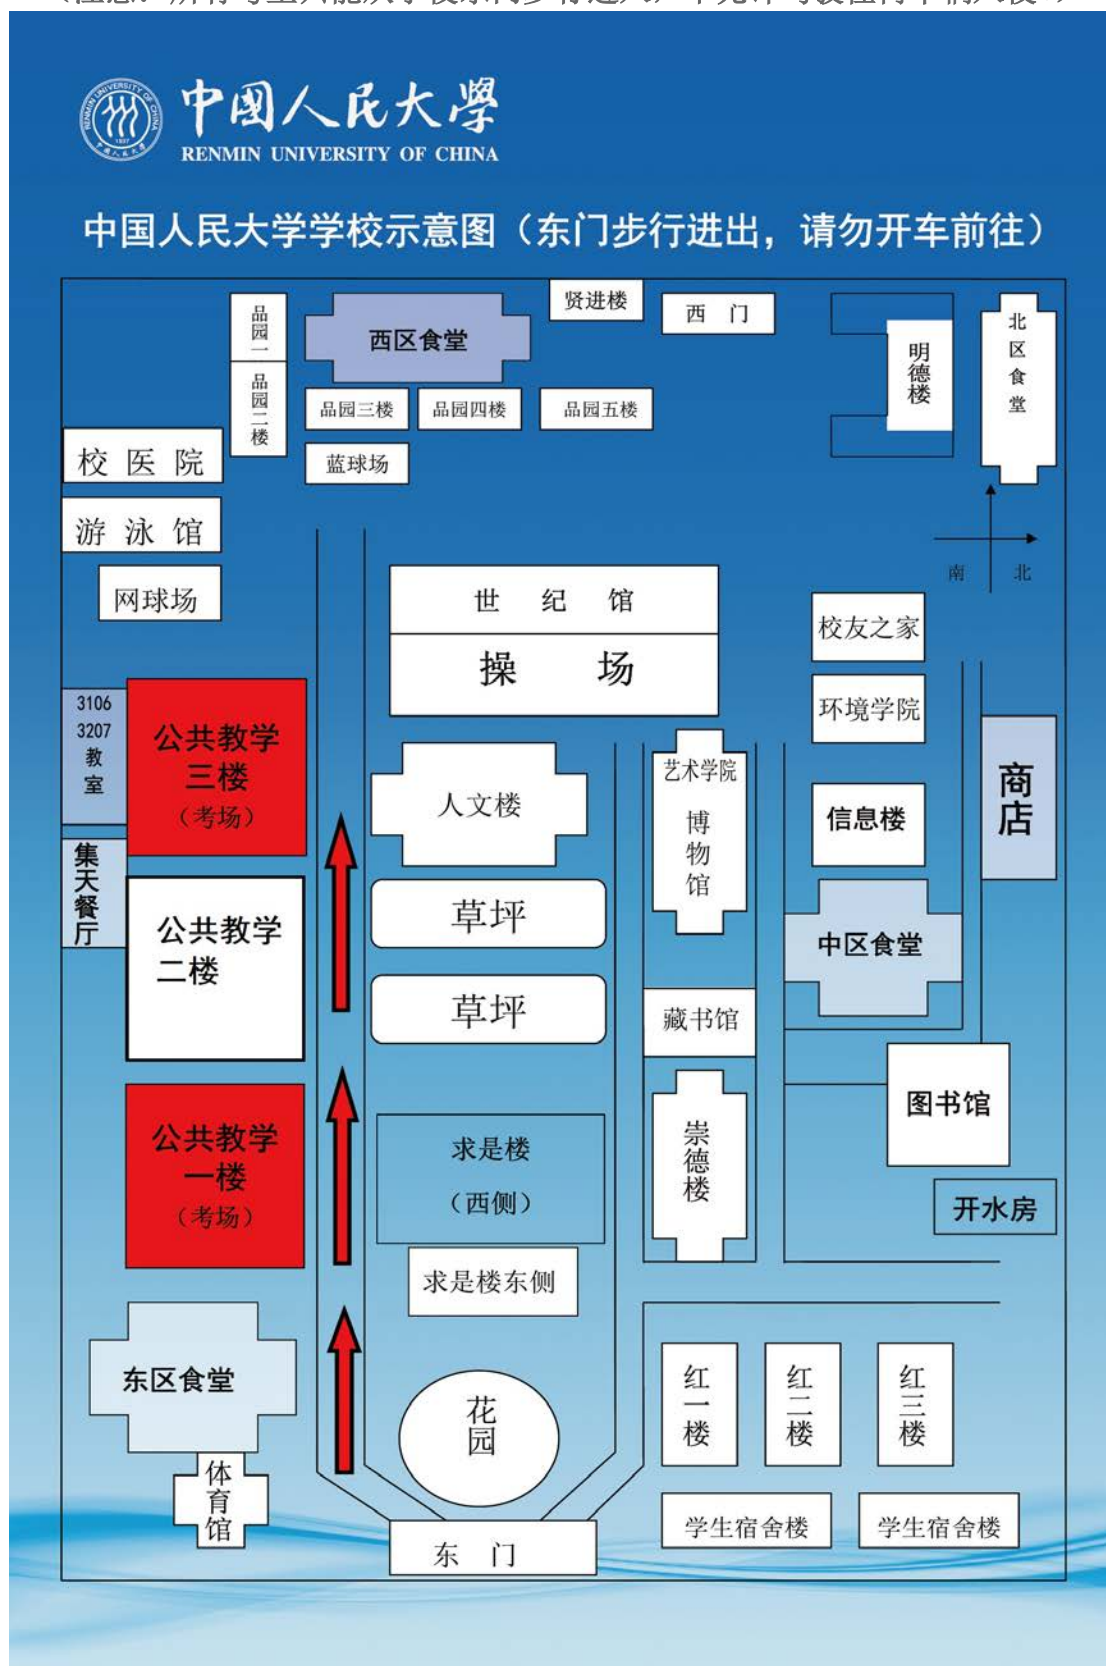 中國人民大學
RENMIN UNIVERSITY OF CHINA
RENMIN UNIVERSITY OF CHINA
1937
中国人民大学学校示意图（东门步行进出，请勿开车前往）
品园一
西区食堂
贤进楼
西 门
明德楼
北区食堂
品园二楼
品园三楼
品园四楼
品园五楼
校 医 院
蓝球场
游 泳 馆
网球场
南
北
世 纪 馆
操 场
校友之家
环境学院
3106
3207
教
室
公共教学
三楼
（考场）
人文楼
艺术学院
博物馆
信息楼
商店
集天餐厅
公共教学
二楼
草坪
中区食堂
草坪
藏书馆
图书馆
公共教学
一楼
（考场）
求是楼
（西侧）
崇德楼
开水房
求是楼东侧
东区食堂
花园
红一楼
红二楼
红三楼
体育馆
东 门
学生宿舍楼
学生宿舍楼